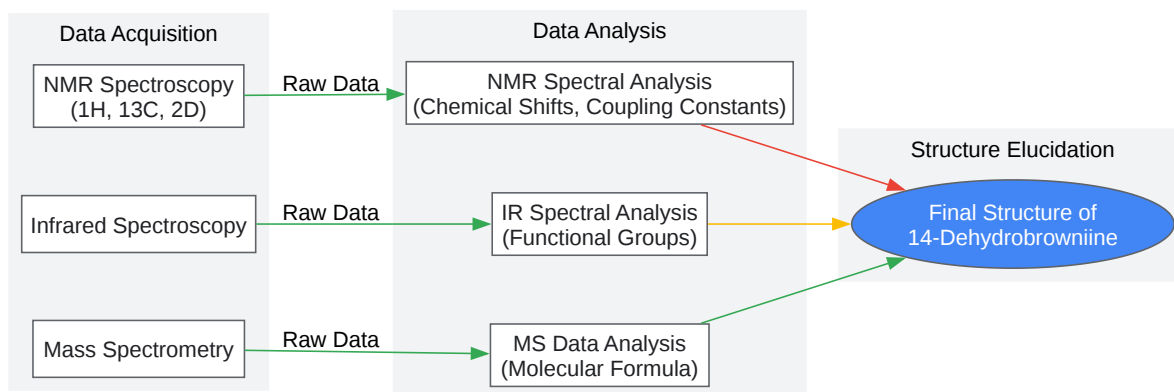 Data Acquisition
NMR Spectroscopy
(1H, 13C, 2D)
Infrared Spectroscopy
Mass Spectrometry
Raw Data
Raw Data
Raw Data
Data Analysis
NMR Spectral Analysis
(Chemical Shifts, Coupling Constants)
IR Spectral Analysis
(Functional Groups)
MS Data Analysis
(Molecular Formula)
Structure Elucidation
Final Structure of
14-Dehydrobrowniine